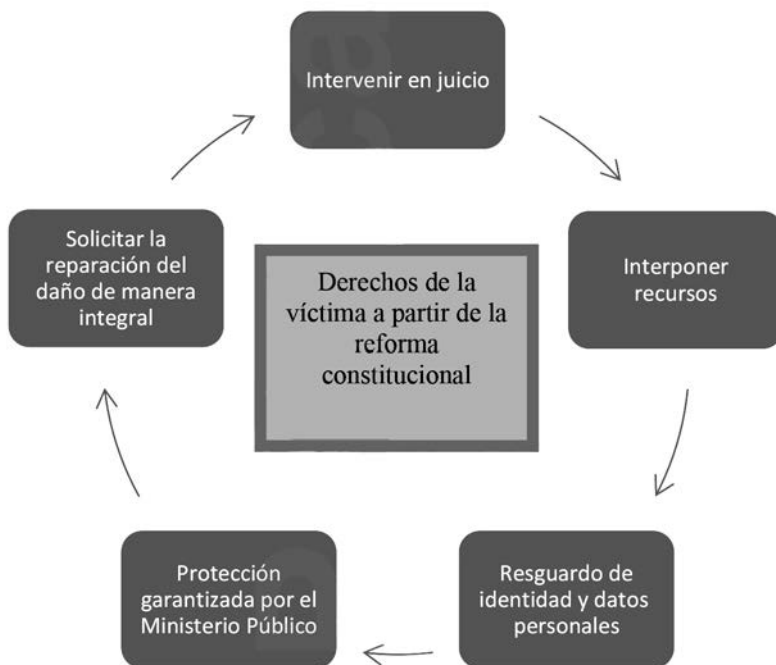 Intervenir en juicio
Interponer
recursos
Resguardo de
identidad y datos
personales
Protección
garantizada por el
Ministerio Público
Solicitar la
reparación del
daño de manera
integral
Derechos de la
víctima a partir de la
reforma
constitucional